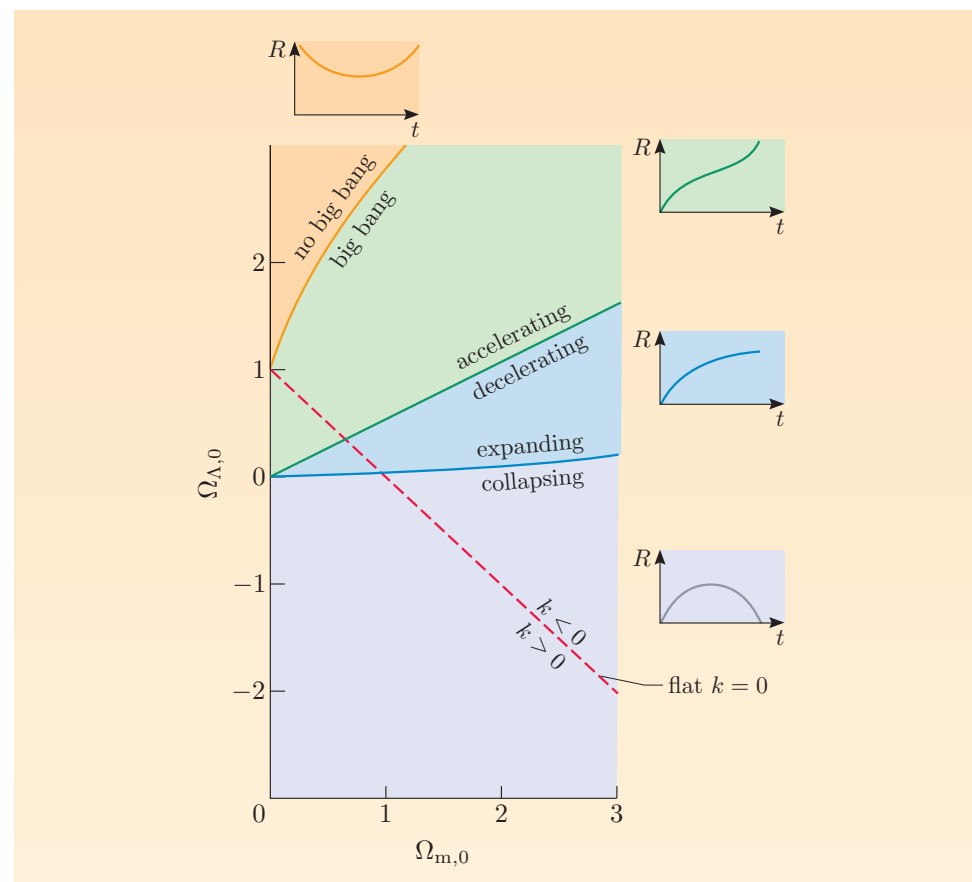 R
t
no big bang
big bang
R
t
2
accelerating
decelerating
R
t
1
expanding
collapsing
0
Ω_Λ,0
−1
R
t
k < 0
k > 0
flat k = 0
−2
0
1
2
3
Ω_m,0